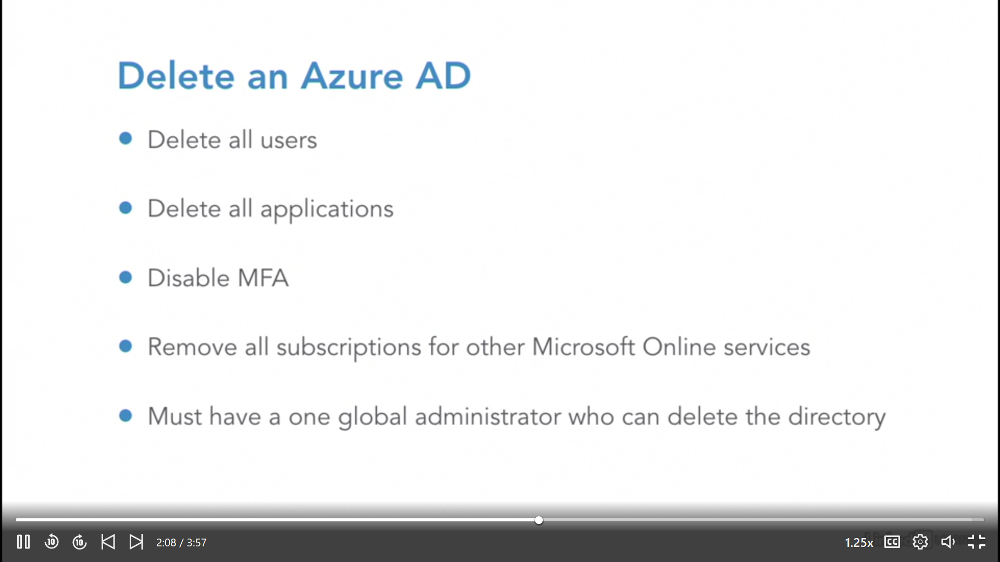 Delete an Azure AD
Delete all users
Delete all applications
Disable MFA
Remove all subscriptions for other Microsoft Online services
Must have a one global administrator who can delete the directory
10 10 2:08 / 3:57 1.25x CC